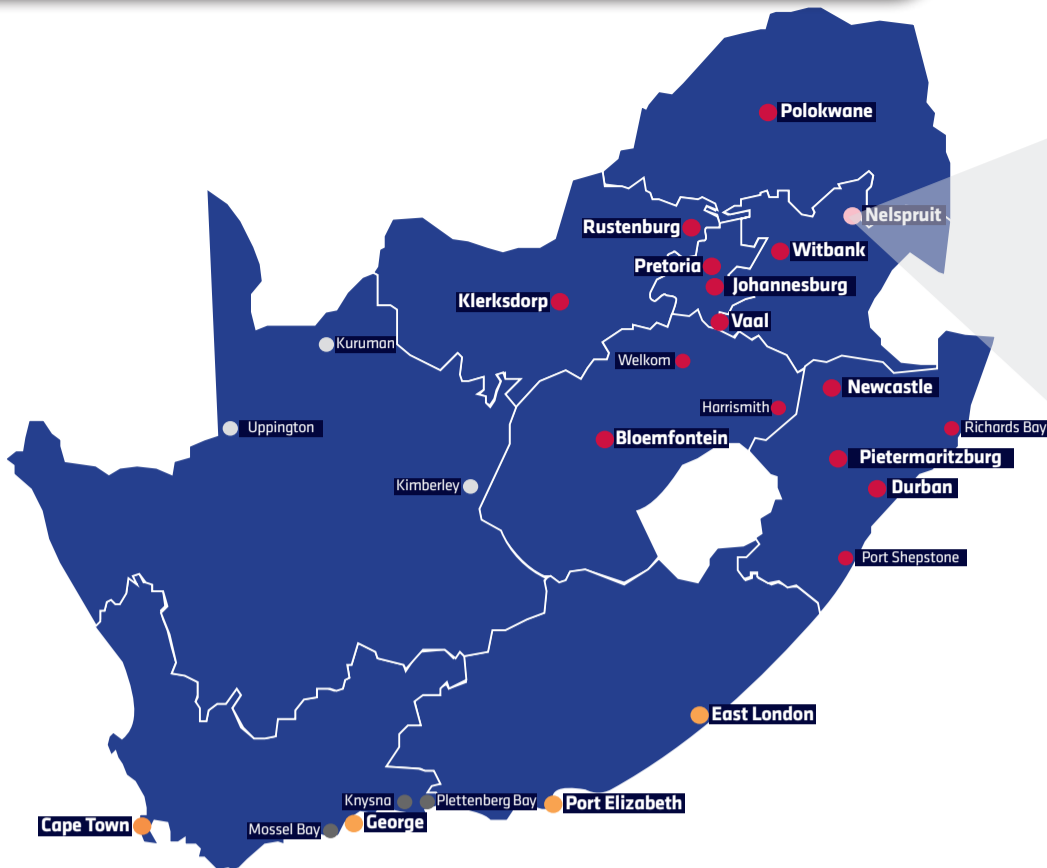 Polokwane
Nelspruit
Rustenburg
Witbank
Pretoria
Johannesburg
Klerksdorp
Vaal
Kuruman
Welkom
Newcastle
Harrismith
Uppington
Richards Bay
Bloemfontein
Pietermaritzburg
Kimberley
Durban
Port Shepstone
East London
Knysna
Plettenberg Bay
Port Elizabeth
Cape Town
Mossel Bay
George